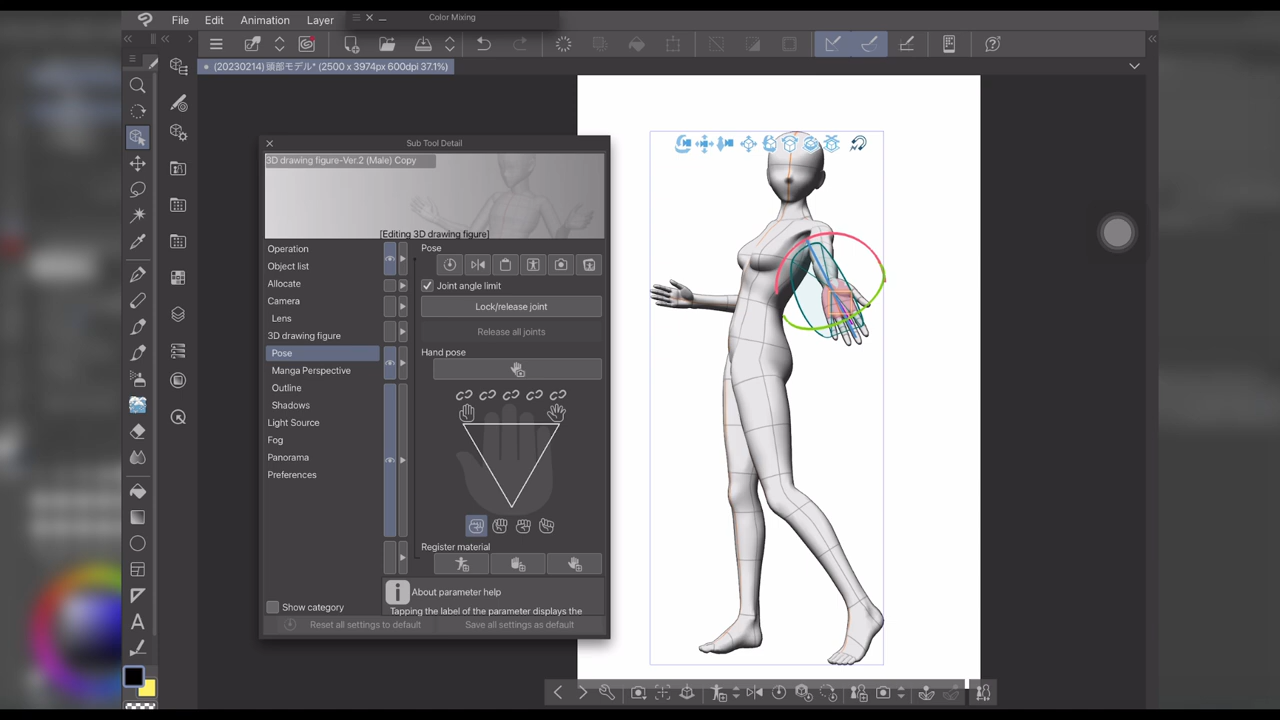 Color Mixing
File Edit Animation Layer
(20230214) 頭部モデル* (2500 x 3974px 600dpi 37.1%)
Sub Tool Detail
3D drawing figure-Ver.2 (Male) Copy
[Editing 3D drawing figure]
Operation
Object list
Allocate
Camera
Lens
3D drawing figure
Pose
Manga Perspective
Outline
Shadows
Light Source
Fog
Panorama
Preferences
Show category
Pose
Joint angle limit
Lock/release joint
Release all joints
Hand pose
Register material
About parameter help
Tapping the label of the parameter displays the
Reset all settings to default
Save all settings as default